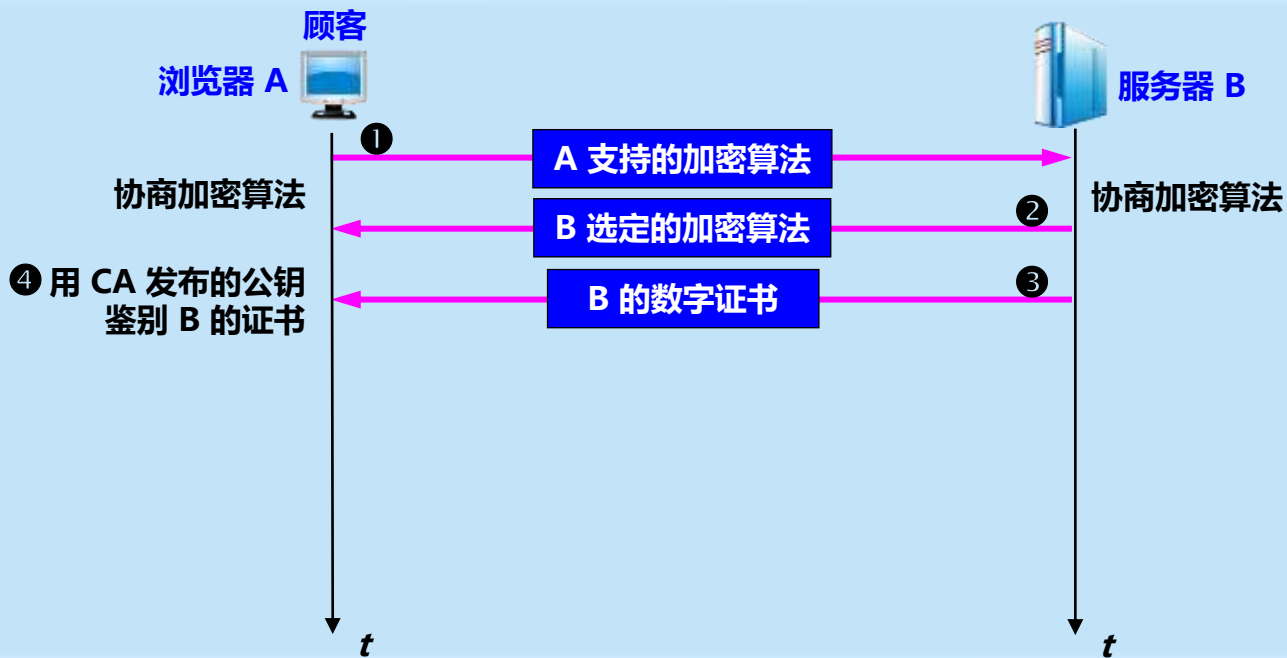 顾客
浏览器 A
服务器 B
❶
A 支持的加密算法
协商加密算法
协商加密算法
❷
B 选定的加密算法
❹ 用 CA 发布的公钥
鉴别 B 的证书
❸
B 的数字证书
t
t